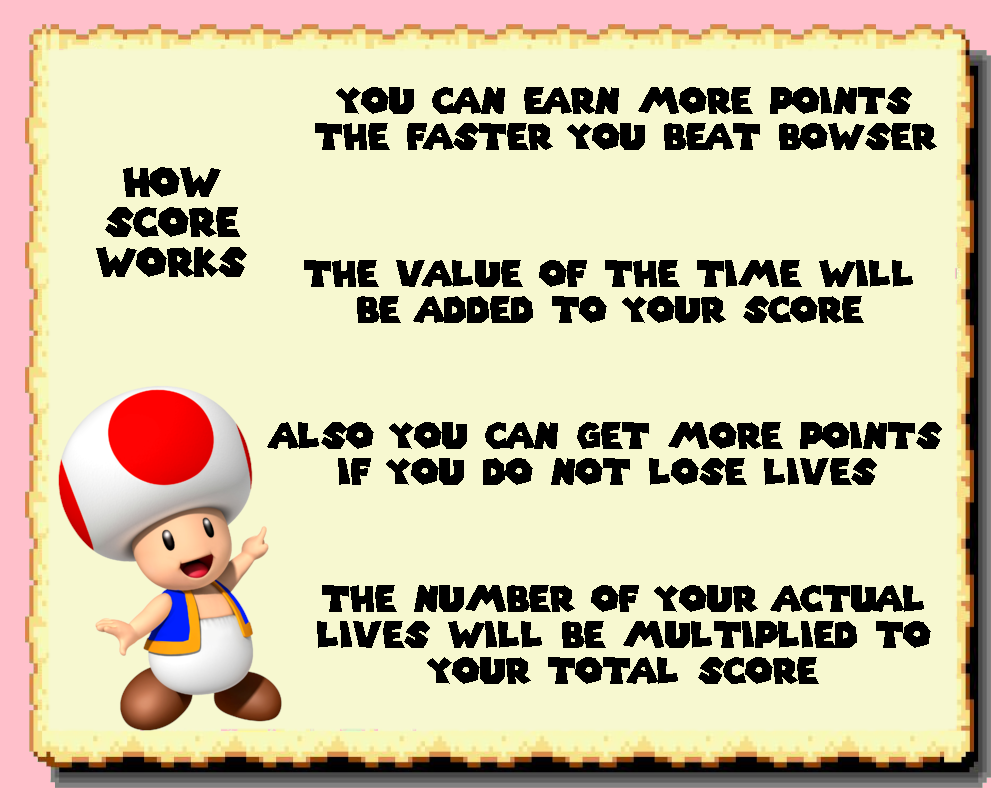 HOW
SCORE
WORKS
YOU CAN EARN MORE POINTS
THE FASTER YOU BEAT BOWSER
THE VALUE OF THE TIME WILL
BE ADDED TO YOUR SCORE
ALSO YOU CAN GET MORE POINTS
IF YOU DO NOT LOSE LIVES
THE NUMBER OF YOUR ACTUAL
LIVES WILL BE MULTIPLIED TO
YOUR TOTAL SCORE